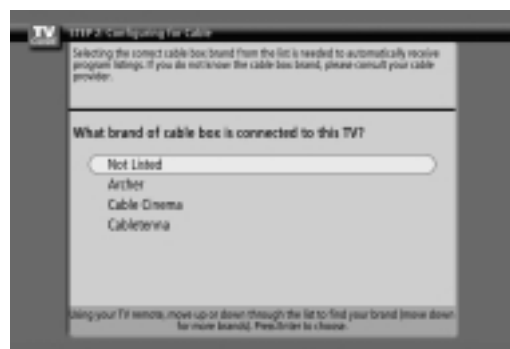 TV
GUIDE
STEP 2: Configuring for Cable
Selecting the correct cable box brand from the list is needed to automatically receive
program listings. If you do not know the cable box brand, please consult your cable
provider.
What brand of cable box is connected to this TV?
Not Listed
Archer
Cable Cinema
Cabletenna
Using your TV remote, move up or down through the list to find your brand (move down
for more brands). Press Enter to choose.